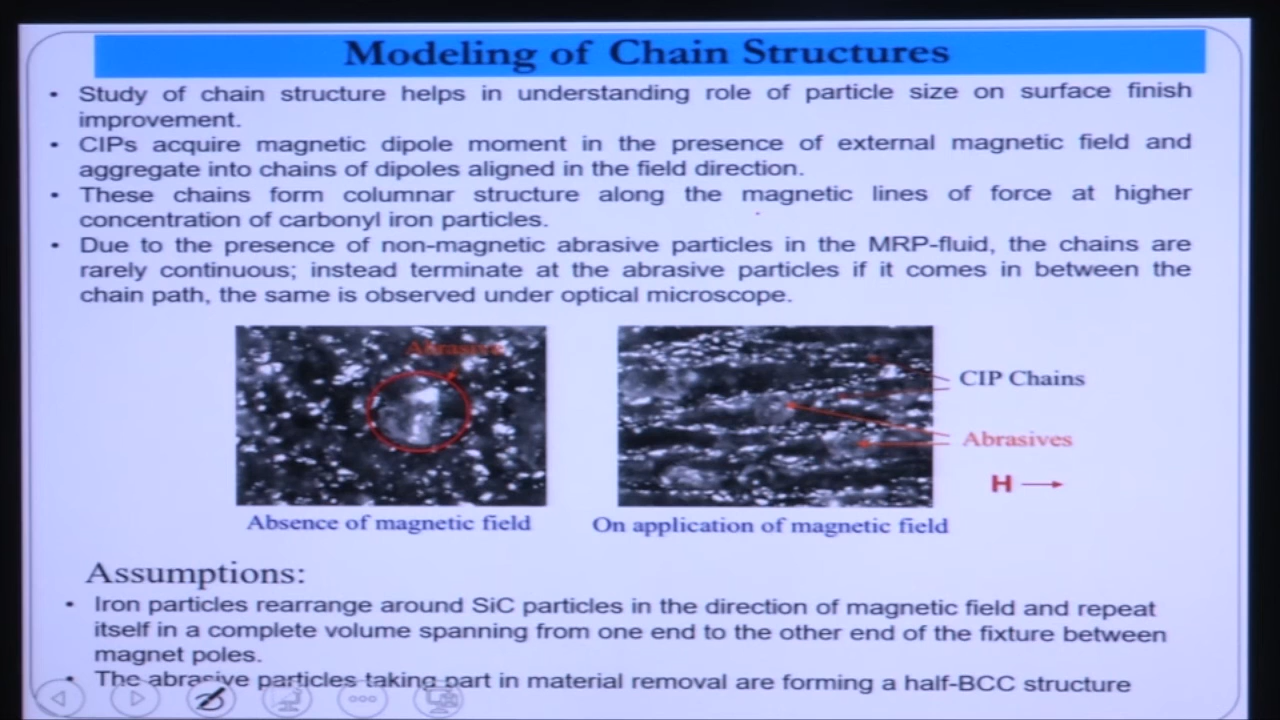 Modeling of Chain Structures
• Study of chain structure helps in understanding role of particle size on surface finish
improvement.
• CIPs acquire magnetic dipole moment in the presence of external magnetic field and
aggregate into chains of dipoles aligned in the field direction.
• These chains form columnar structure along the magnetic lines of force at higher
concentration of carbonyl iron particles.
• Due to the presence of non-magnetic abrasive particles in the MRP-fluid, the chains are
rarely continuous; instead terminate at the abrasive particles if it comes in between the
chain path, the same is observed under optical microscope.
Abrasive
CIP Chains
Abrasives
H
Absence of magnetic field
On application of magnetic field
Assumptions:
• Iron particles rearrange around SiC particles in the direction of magnetic field and repeat
itself in a complete volume spanning from one end to the other end of the fixture between
magnet poles.
• The abrasive particles taking part in material removal are forming a half-BCC structure